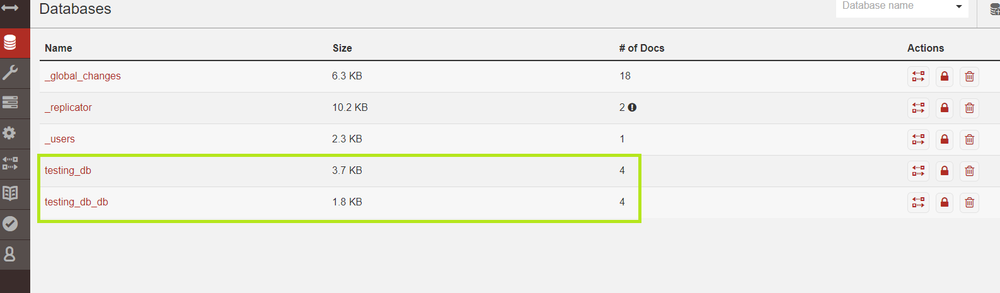 Databases
Database name
Name Size # of Docs Actions
_global_changes 6.3 KB 18
_replicator 10.2 KB 2
_users 2.3 KB 1
testing_db 3.7 KB 4
testing_db_db 1.8 KB 4